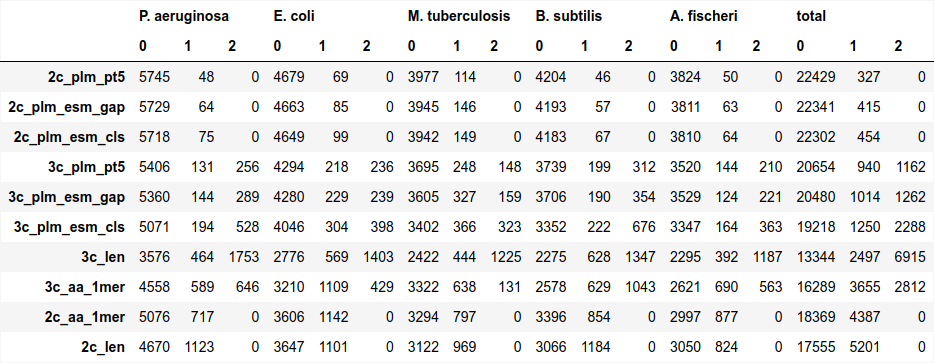 P. aeruginosa E. coli M. tuberculosis B. subtilis A. fischeri total
0 1 2 0 1 2 0 1 2 0 1 2 0 1 2 0 1 2
2c_plm_pt5 5745 48 0 4679 69 0 3977 114 0 4204 46 0 3824 50 0 22429 327 0
2c_plm_esm_gap 5729 64 0 4663 85 0 3945 146 0 4193 57 0 3811 63 0 22341 415 0
2c_plm_esm_cls 5718 75 0 4649 99 0 3942 149 0 4183 67 0 3810 64 0 22302 454 0
3c_plm_pt5 5406 131 256 4294 218 236 3695 248 148 3739 199 312 3520 144 210 20654 940 1162
3c_plm_esm_gap 5360 144 289 4280 229 239 3605 327 159 3706 190 354 3529 124 221 20480 1014 1262
3c_plm_esm_cls 5071 194 528 4046 304 398 3402 366 323 3352 222 676 3347 164 363 19218 1250 2288
3c_len 3576 464 1753 2776 569 1403 2422 444 1225 2275 628 1347 2295 392 1187 13344 2497 6915
3c_aa_1mer 4558 589 646 3210 1109 429 3322 638 131 2578 629 1043 2621 690 563 16289 3655 2812
2c_aa_1mer 5076 717 0 3606 1142 0 3294 797 0 3396 854 0 2997 877 0 18369 4387 0
2c_len 4670 1123 0 3647 1101 0 3122 969 0 3066 1184 0 3050 824 0 17555 5201 0